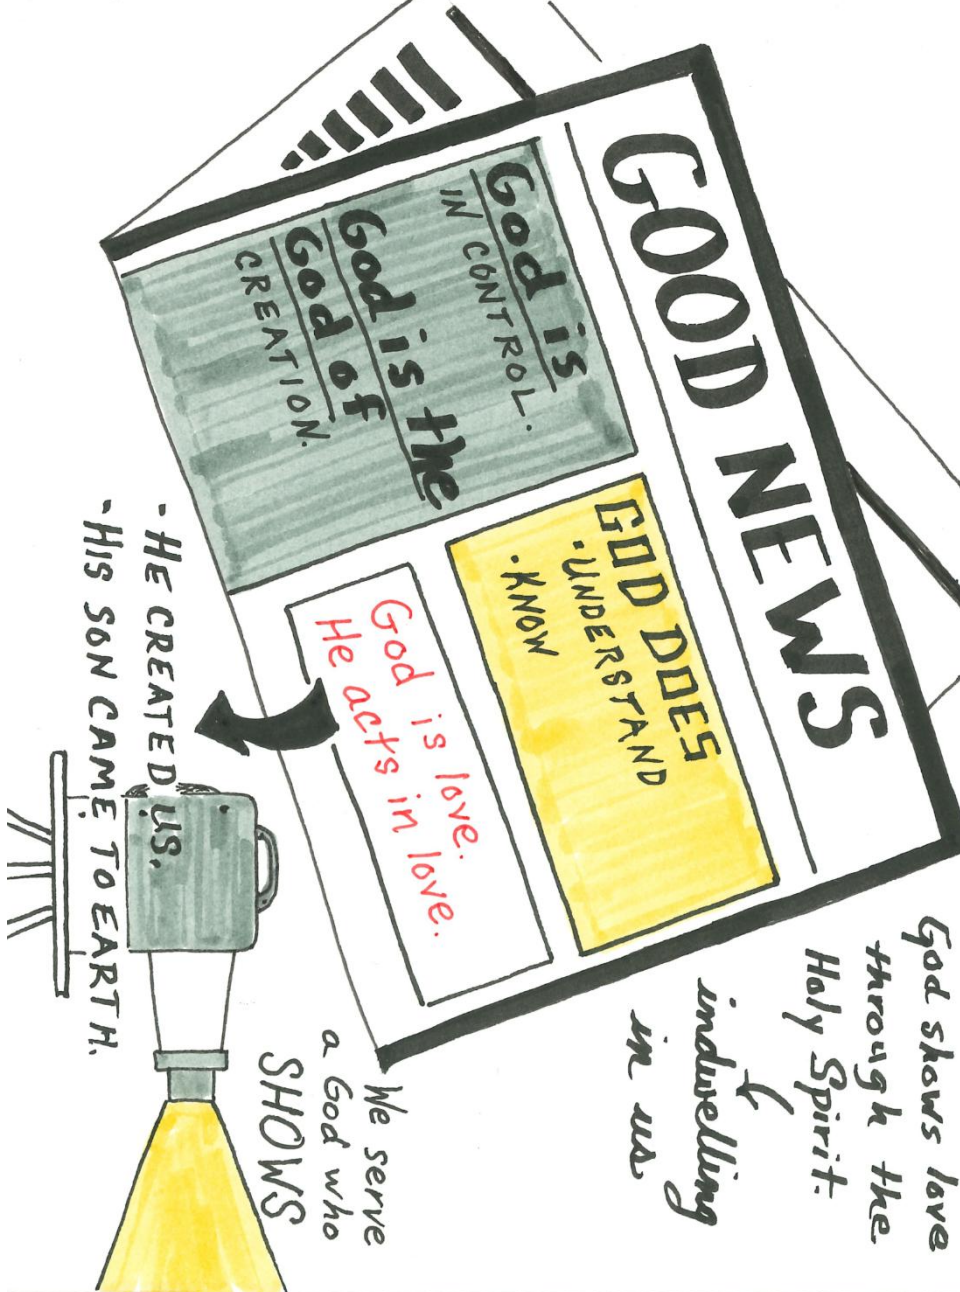 GOOD NEWS
God is
IN CONTROL.
God is the
God of
CREATION.
GOD DOES
·UNDERSTAND
·KNOW
God is love.
He acts in love.
- HE CREATED US.
- HIS SON CAME TO EARTH.
God shows love
through the
Holy Spirit
indwelling
in us
We serve
a God who
SHOWS